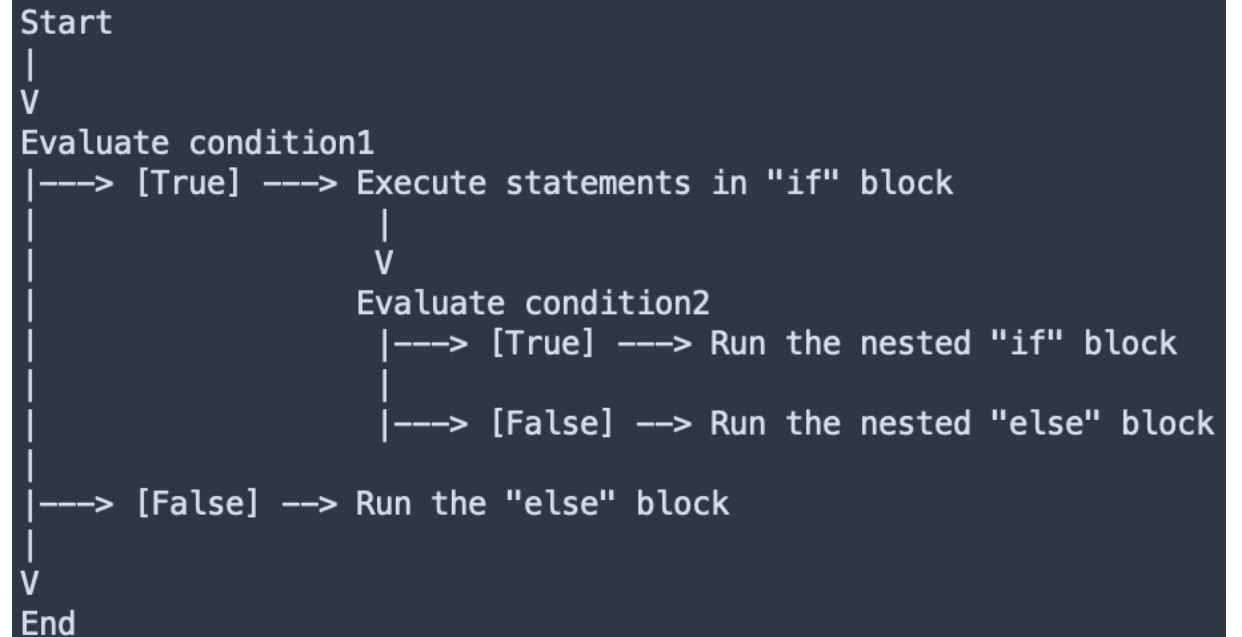 Start
|
V
Evaluate condition1
|---> [True] ---> Execute statements in "if" block
|                  |
|                  V
|                 Evaluate condition2
|                  |---> [True] ---> Run the nested "if" block
|                  |
|                  |---> [False] --> Run the nested "else" block
|
|---> [False] --> Run the "else" block
|
V
End